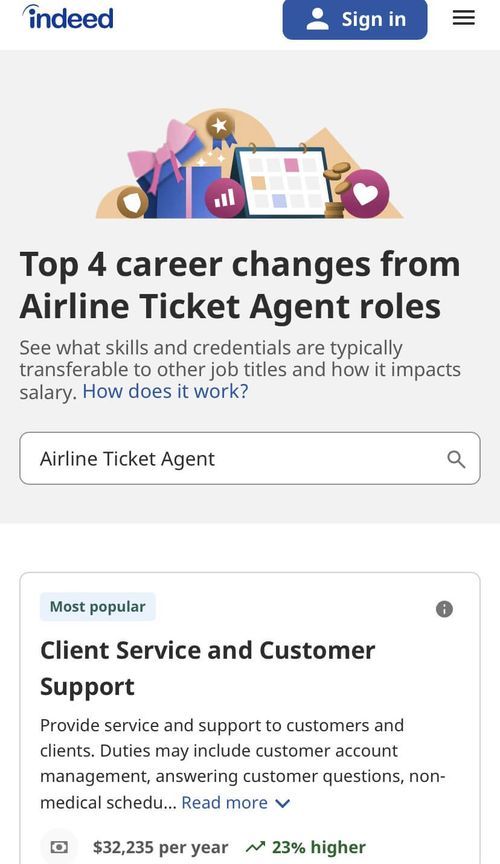 indeed
Sign in
Top 4 career changes from
Airline Ticket Agent roles
See what skills and credentials are typically
transferable to other job titles and how it impacts
salary. How does it work?
Airline Ticket Agent
Most popular
Client Service and Customer
Support
Provide service and support to customers and
clients. Duties may include customer account
management, answering customer questions, non-
medical schedu... Read more
$32,235 per year 23% higher